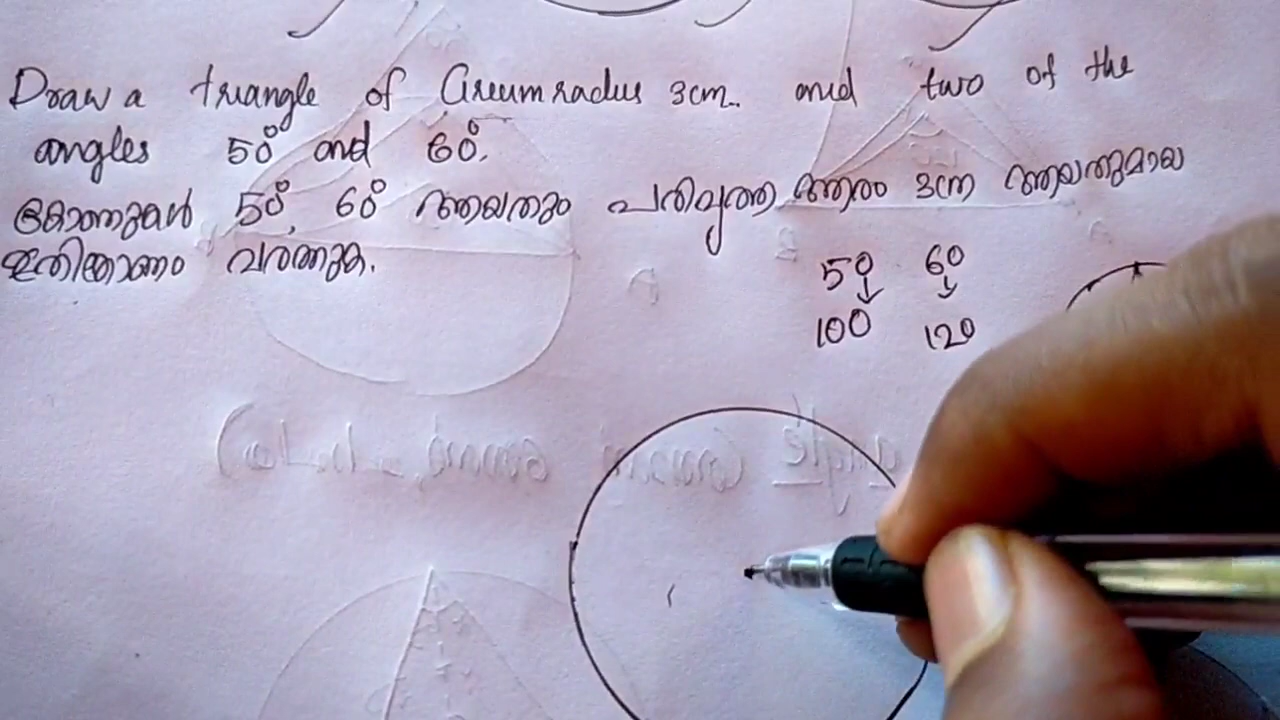 Draw a triangle of Circumradius 3cm. and two of the
angles 50° and 60°.
കോണുകൾ 50°, 60° ആയതും പരിവൃത്ത ആരം 3cm ആയതുമായ
ത്രികോണം വരക്കുക.
50 60
100 120